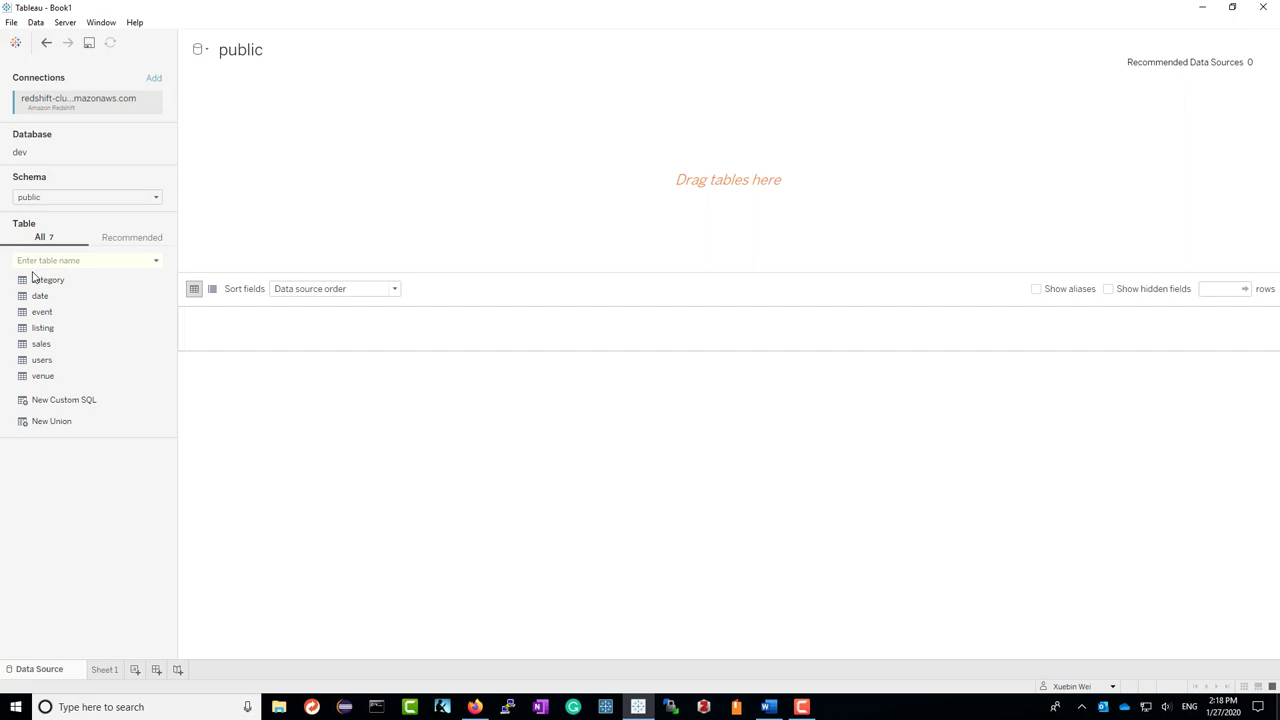 Tableau - Book1
File Data Server Window Help
public
Recommended Data Sources 0
Connections Add
redshift-clu...mazonaws.com
Amazon Redshift
Database
dev
Schema
public
Table
All 7 Recommended
Enter table name
category
date
event
listing
sales
users
venue
New Custom SQL
New Union
Drag tables here
Sort fields Data source order Show aliases Show hidden fields rows
Data Source Sheet 1
Xuebin Wei
Type here to search
ENG 2:18 PM
1/27/2020